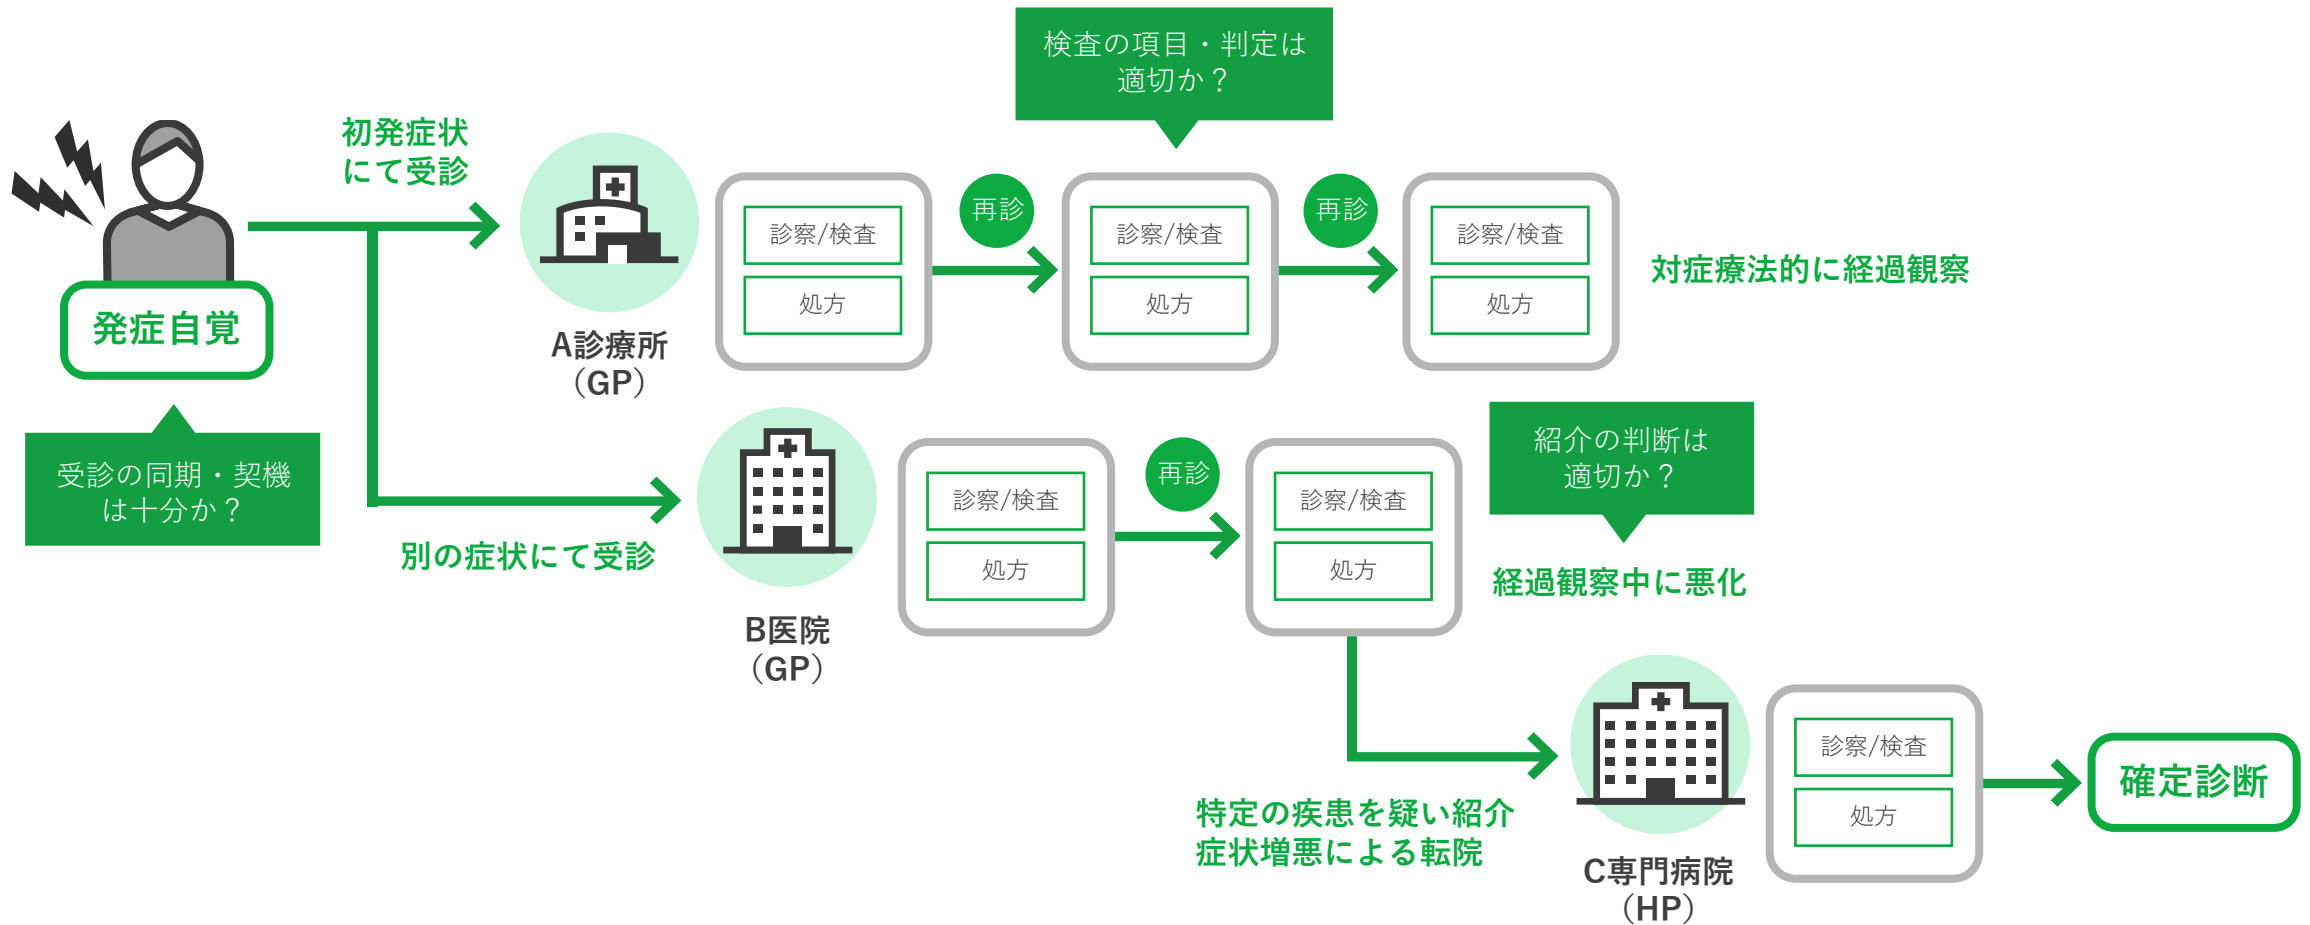 検査の項目・判定は
適切か？
初発症状
にて受診
発症自覚
受診の同期・契機
は十分か？
A診療所
（GP）
診察/検査
処方
再診
診察/検査
処方
再診
診察/検査
処方
対症療法的に経過観察
別の症状にて受診
B医院
（GP）
診察/検査
処方
再診
診察/検査
処方
紹介の判断は
適切か？
経過観察中に悪化
特定の疾患を疑い紹介
症状増悪による転院
C専門病院
（HP）
診察/検査
処方
確定診断